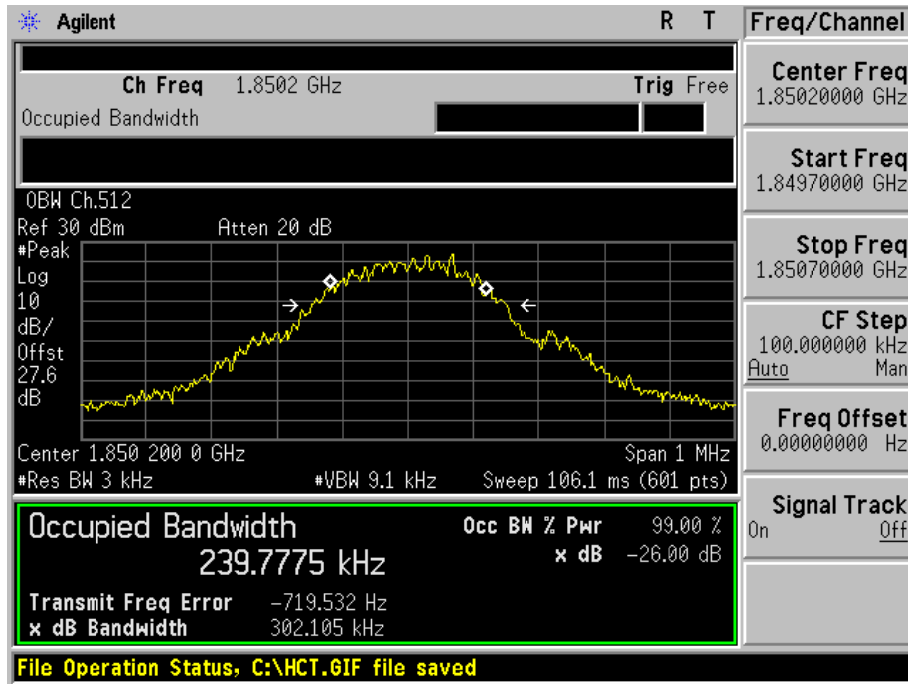 Agilent R T Freq/Channel
Ch Freq 1.8502 GHz Trig Free
Occupied Bandwidth
Center Freq
1.85020000 GHz
Start Freq
1.84970000 GHz
Stop Freq
1.85070000 GHz
CF Step
100.000000 kHz
Auto Man
Freq Offset
0.00000000 Hz
Signal Track
On Off
OBW Ch.512
Ref 30 dBm Atten 20 dB
#Peak
Log
10
dB/
Offst
27.6
dB
Center 1.850 200 0 GHz Span 1 MHz
#Res BW 3 kHz #VBW 9.1 kHz Sweep 106.1 ms (601 pts)
Occupied Bandwidth Occ BW % Pwr 99.00 %
239.7775 kHz x dB -26.00 dB
Transmit Freq Error -719.532 Hz
x dB Bandwidth 302.105 kHz
File Operation Status, C:\HCT.GIF file saved